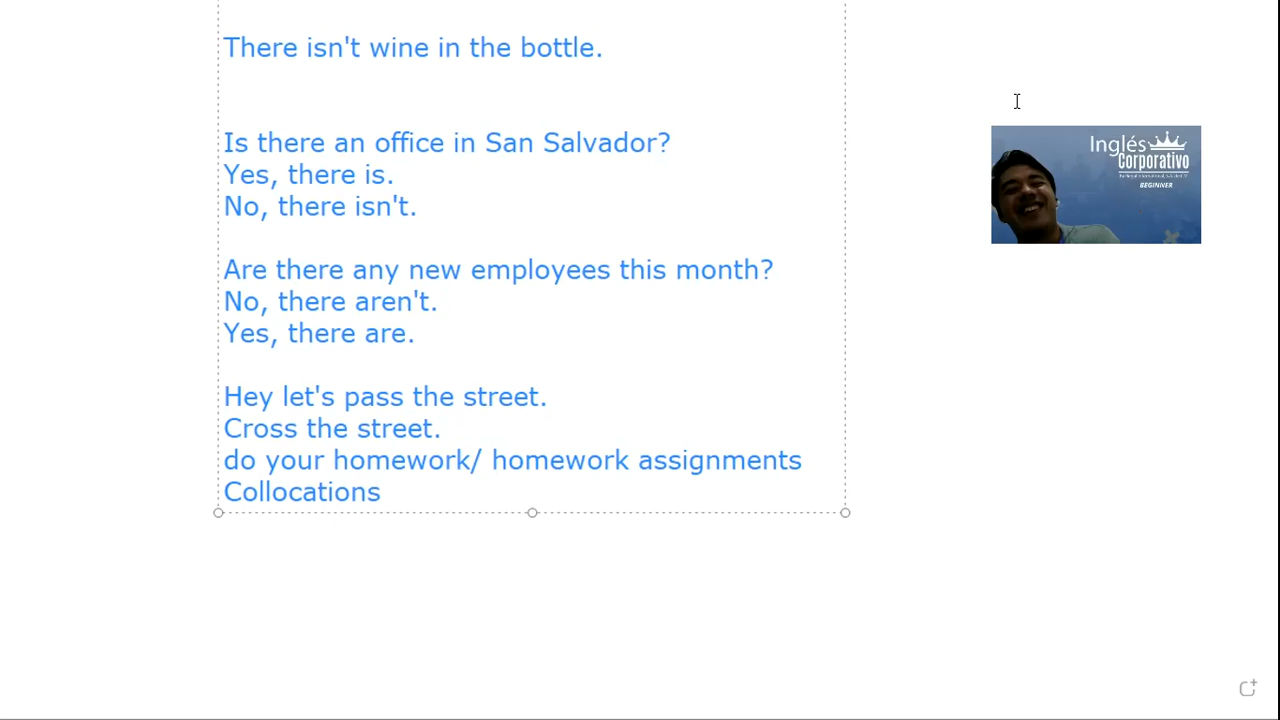 There isn't wine in the bottle.
Is there an office in San Salvador?
Yes, there is.
No, there isn't.
Are there any new employees this month?
No, there aren't.
Yes, there are.
Hey let's pass the street.
Cross the street.
do your homework/ homework assignments
Collocations
Inglés
Corporativo
BEGINNER